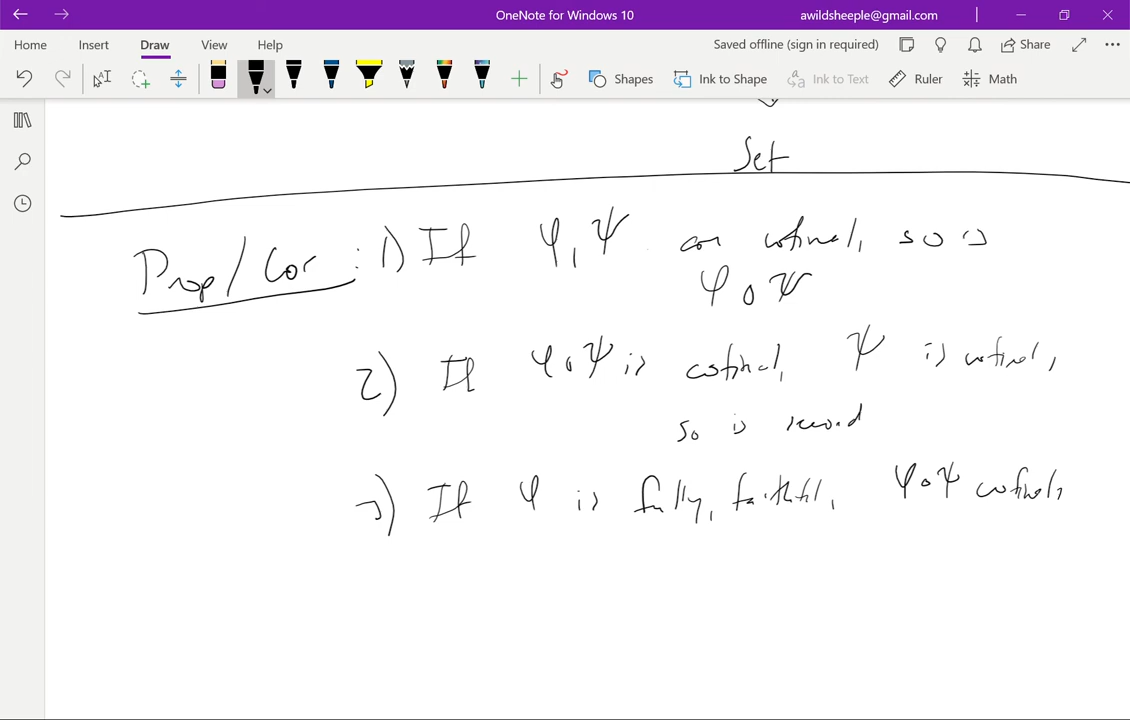 OneNote for Windows 10
awildsheeple@gmail.com
Home Insert Draw View Help
Saved offline (sign in required)
Share
Shapes Ink to Shape Ink to Text Ruler Math
Set
Prop/Cor : 1) If φ, ψ are cofinal, so is
φ ∘ ψ
2) If φ ∘ ψ is cofinal, ψ is cofinal,
so is second
3) If φ is fully, faithful, φ ∘ ψ cofinal,